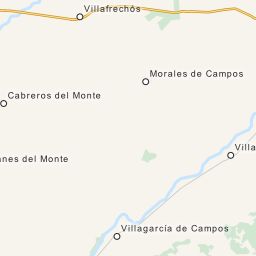 Villafrechós
Morales de Campos
Cabreros del Monte
Villa
anes del Monte
Villagarcía de Campos